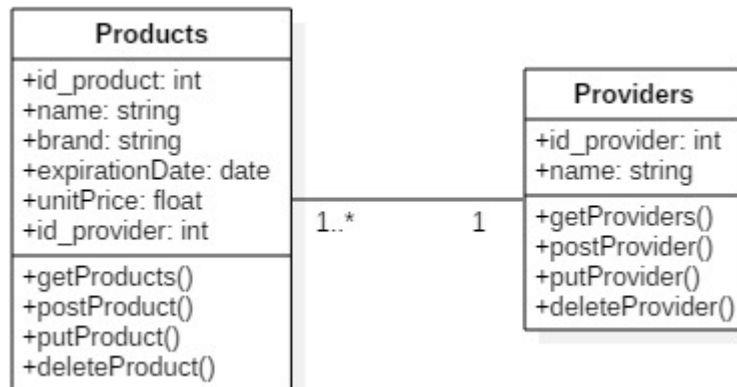 Products
+id_product: int
+name: string
+brand: string
+expirationDate: date
+unitPrice: float
+id_provider: int
+getProducts()
+postProduct()
+putProduct()
+deleteProduct()
1..*
1
Providers
+id_provider: int
+name: string
+getProviders()
+postProvider()
+putProvider()
+deleteProvider()